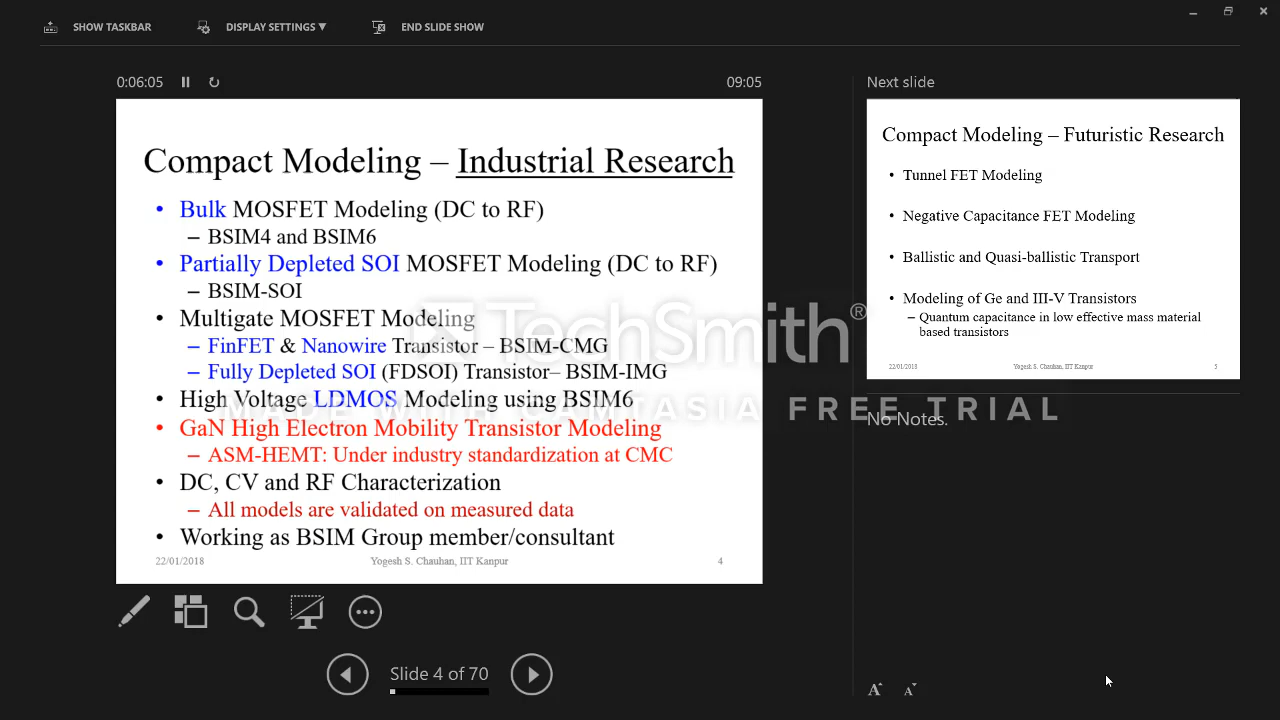 SHOW TASKBAR
DISPLAY SETTINGS ▼
END SLIDE SHOW
0:06:05
09:05
Compact Modeling – Industrial Research
• Bulk MOSFET Modeling (DC to RF)
– BSIM4 and BSIM6
• Partially Depleted SOI MOSFET Modeling (DC to RF)
– BSIM-SOI
• Multigate MOSFET Modeling
– FinFET & Nanowire Transistor – BSIM-CMG
– Fully Depleted SOI (FDSOI) Transistor– BSIM-IMG
• High Voltage LDMOS Modeling using BSIM6
• GaN High Electron Mobility Transistor Modeling
– ASM-HEMT: Under industry standardization at CMC
• DC, CV and RF Characterization
– All models are validated on measured data
• Working as BSIM Group member/consultant
22/01/2018
Yogesh S. Chauhan, IIT Kanpur
4
Slide 4 of 70
Next slide
Compact Modeling – Futuristic Research
• Tunnel FET Modeling
• Negative Capacitance FET Modeling
• Ballistic and Quasi-ballistic Transport
• Modeling of Ge and III-V Transistors
– Quantum capacitance in low effective mass material
based transistors
22/01/2018
Yogesh S. Chauhan, IIT Kanpur
5
No Notes.
A
A
TechSmith®
MADE WITH CAMTASIA FREE TRIAL